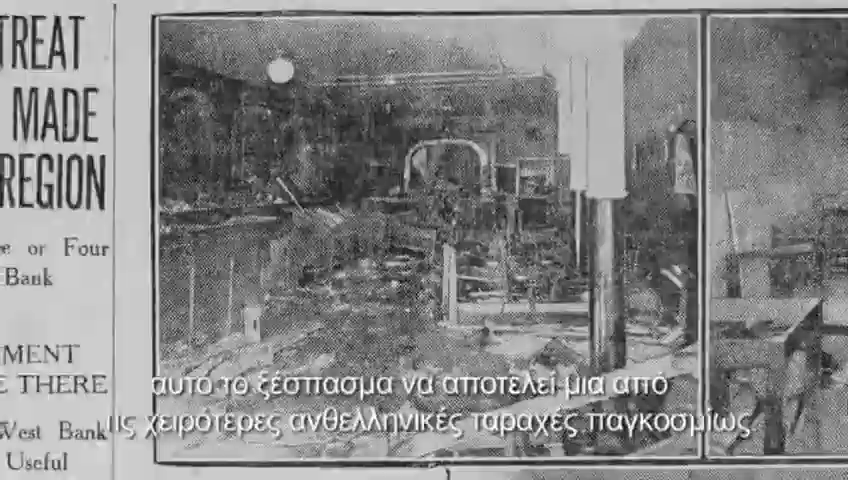 TREAT
MADE
REGION
or Four
Bank
MENT
THERE
West Bank
Useful
αυτό το ξέσπασμα να αποτελεί μια από
τις χειρότερες ανθελληνικές ταραχές παγκοσμίως